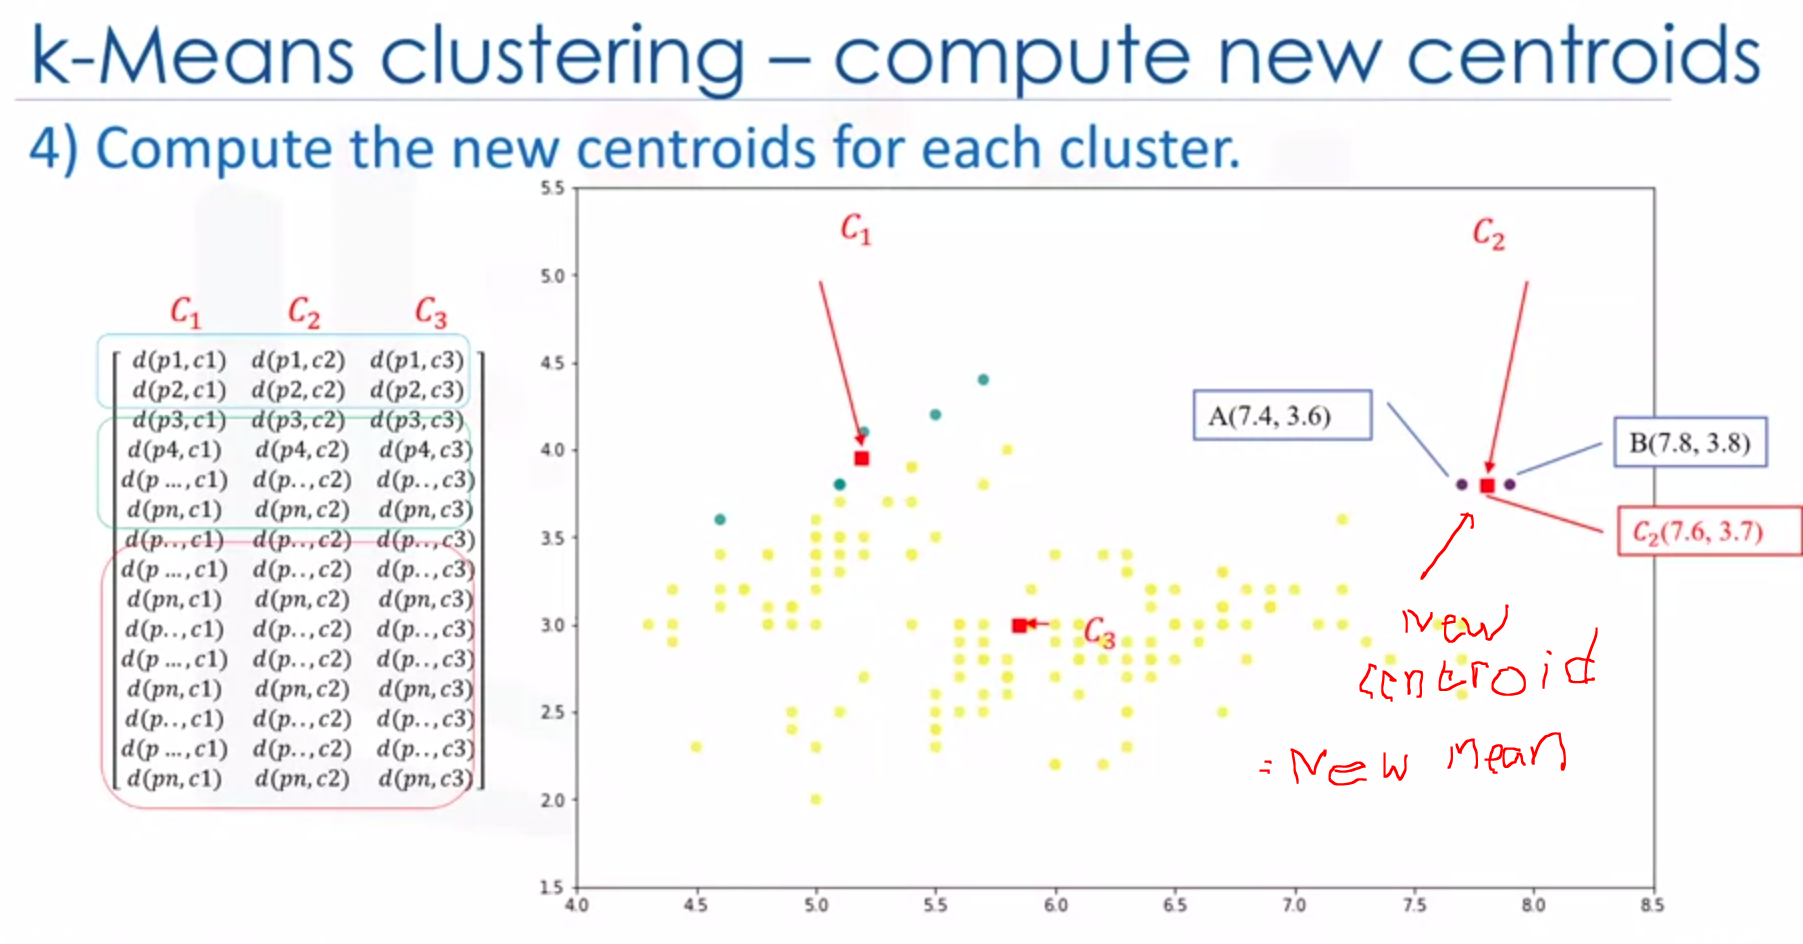 k-Means clustering – compute new centroids
4) Compute the new centroids for each cluster.
C₁ C₂ C₃
d(p1,c1) d(p1,c2) d(p1,c3)
d(p2,c1) d(p2,c2) d(p2,c3)
d(p3,c1) d(p3,c2) d(p3,c3)
d(p4,c1) d(p4,c2) d(p4,c3)
d(p …,c1) d(p..,c2) d(p..,c3)
d(pn,c1) d(pn,c2) d(pn,c3)
d(p..,c1) d(p..,c2) d(p..,c3)
d(p …,c1) d(p..,c2) d(p..,c3)
d(pn,c1) d(pn,c2) d(pn,c3)
d(p..,c1) d(p..,c2) d(p..,c3)
d(p …,c1) d(p..,c2) d(p..,c3)
d(pn,c1) d(pn,c2) d(pn,c3)
d(p..,c1) d(p..,c2) d(p..,c3)
d(p …,c1) d(p..,c2) d(p..,c3)
d(pn,c1) d(pn,c2) d(pn,c3)
5.5
5.0
4.5
4.0
3.5
3.0
2.5
2.0
1.5
4.0 4.5 5.0 5.5 6.0 6.5 7.0 7.5 8.0 8.5
C₁
C₂
A(7.4, 3.6)
B(7.8, 3.8)
C₂(7.6, 3.7)
C₃
New
centroid
= New Mean